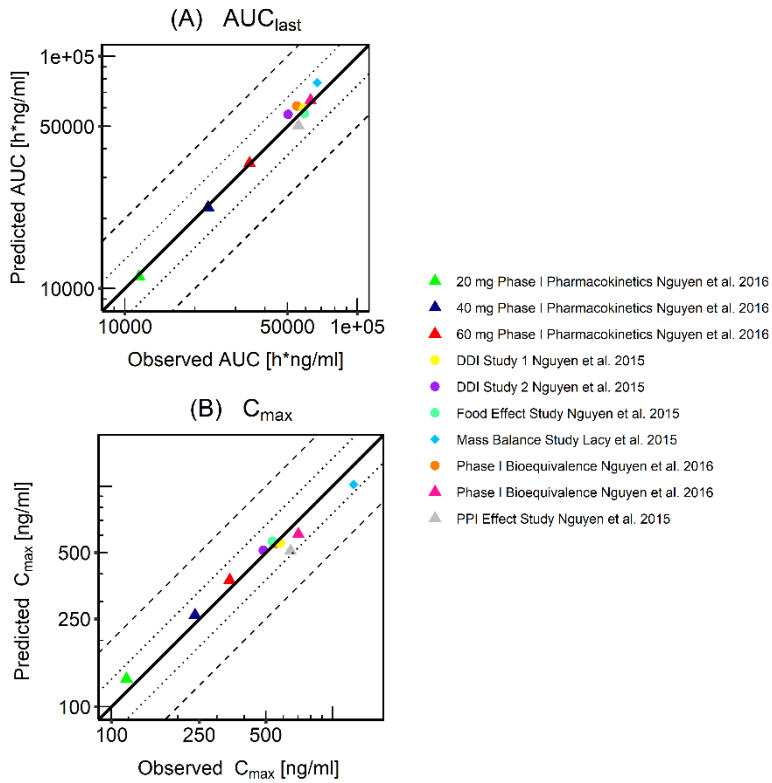 (A) AUClast
1e+05
50000
10000
Predicted AUC [h*ng/ml]
10000 50000 1e+05
Observed AUC [h*ng/ml]
(B) Cmax
500
250
100
Predicted Cmax [ng/ml]
100 250 500
Observed Cmax [ng/ml]
20 mg Phase I Pharmacokinetics Nguyen et al. 2016
40 mg Phase I Pharmacokinetics Nguyen et al. 2016
60 mg Phase I Pharmacokinetics Nguyen et al. 2016
DDI Study 1 Nguyen et al. 2015
DDI Study 2 Nguyen et al. 2015
Food Effect Study Nguyen et al. 2015
Mass Balance Study Lacy et al. 2015
Phase I Bioequivalence Nguyen et al. 2016
Phase I Bioequivalence Nguyen et al. 2016
PPI Effect Study Nguyen et al. 2015